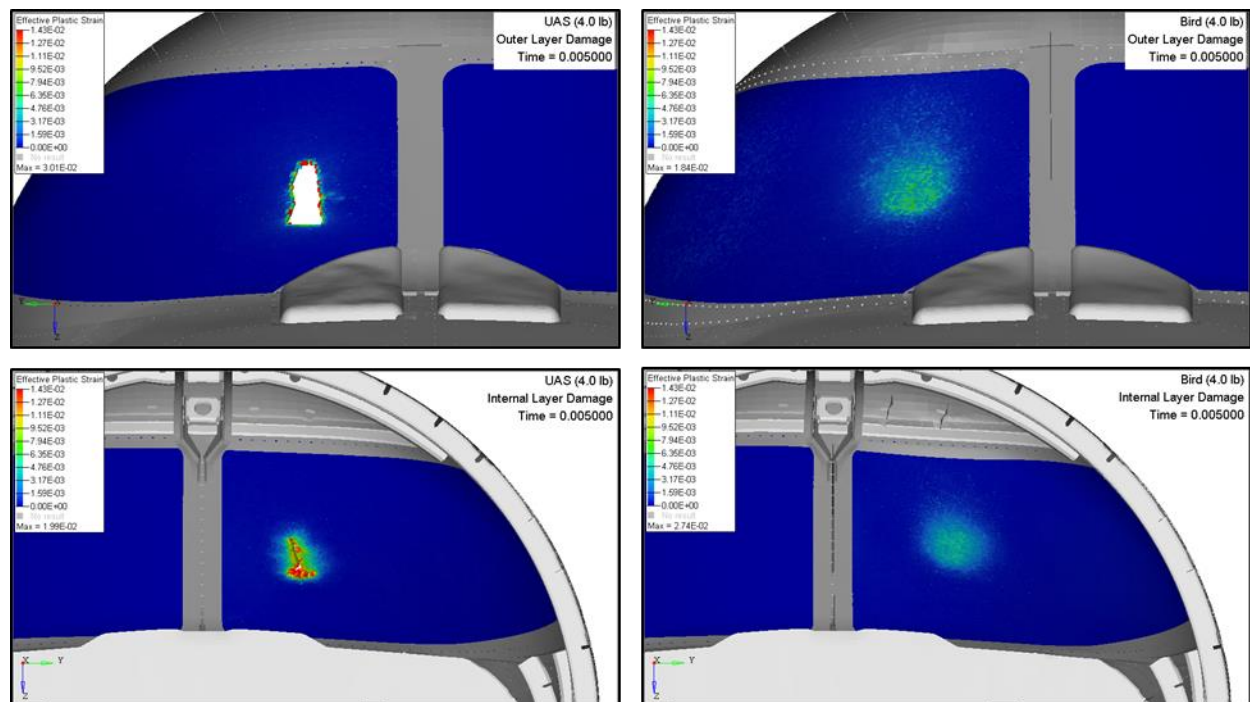 Effective Plastic Strain
1.43E-02
1.27E-02
1.11E-02
9.52E-03
7.94E-03
6.35E-03
4.76E-03
3.17E-03
1.59E-03
0.00E+00
No result
Max = 3.01E-02
UAS (4.0 lb)
Outer Layer Damage
Time = 0.005000
Y
X
Z
Effective Plastic Strain
1.43E-02
1.27E-02
1.11E-02
9.52E-03
7.94E-03
6.35E-03
4.76E-03
3.17E-03
1.59E-03
0.00E+00
No result
Max = 1.84E-02
Bird (4.0 lb)
Outer Layer Damage
Time = 0.005000
Z
Effective Plastic Strain
1.43E-02
1.27E-02
1.11E-02
9.52E-03
7.94E-03
6.35E-03
4.76E-03
3.17E-03
1.59E-03
0.00E+00
No result
Max = 1.99E-02
UAS (4.0 lb)
Internal Layer Damage
Time = 0.005000
X
Y
Z
Effective Plastic Strain
1.43E-02
1.27E-02
1.11E-02
9.52E-03
7.94E-03
6.35E-03
4.76E-03
3.17E-03
1.59E-03
0.00E+00
No result
Max = 2.74E-02
Bird (4.0 lb)
Internal Layer Damage
Time = 0.005000
X
Y
Z